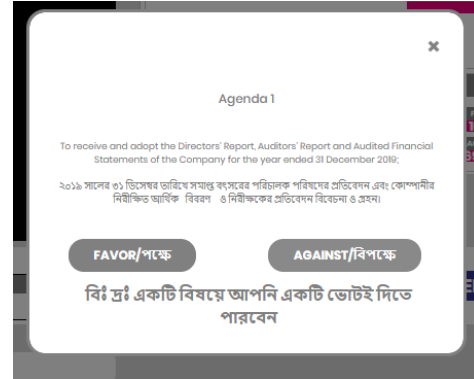 Agenda 1
To receive and adopt the Directors' Report, Auditors' Report and Audited Financial
Statements of the Company for the year ended 31 December 2019;
২০১৯ সালের ৩১ ডিসেম্বর তারিখে সমাপ্ত বৎসরের পরিচালক পরিষদের প্রতিবেদন এবং কোম্পানীর
নিরীক্ষিত আর্থিক বিবরণ ও নিরীক্ষকের প্রতিবেদন বিবেচনা ও গ্রহন।
FAVOR/পক্ষে
AGAINST/বিপক্ষে
বিঃ দ্রঃ একটি বিষয়ে আপনি একটি ভোটই দিতে
পারবেন